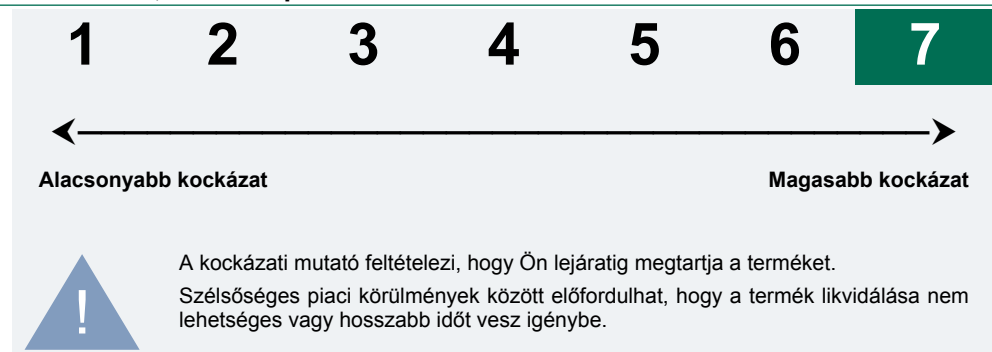 1 2 3 4 5 6 7
Alacsonyabb kockázat Magasabb kockázat
A kockázati mutató feltételezi, hogy Ön lejáratig megtartja a terméket.
Szélsőséges piaci körülmények között előfordulhat, hogy a termék likvidálása nem
lehetséges vagy hosszabb időt vesz igénybe.
!